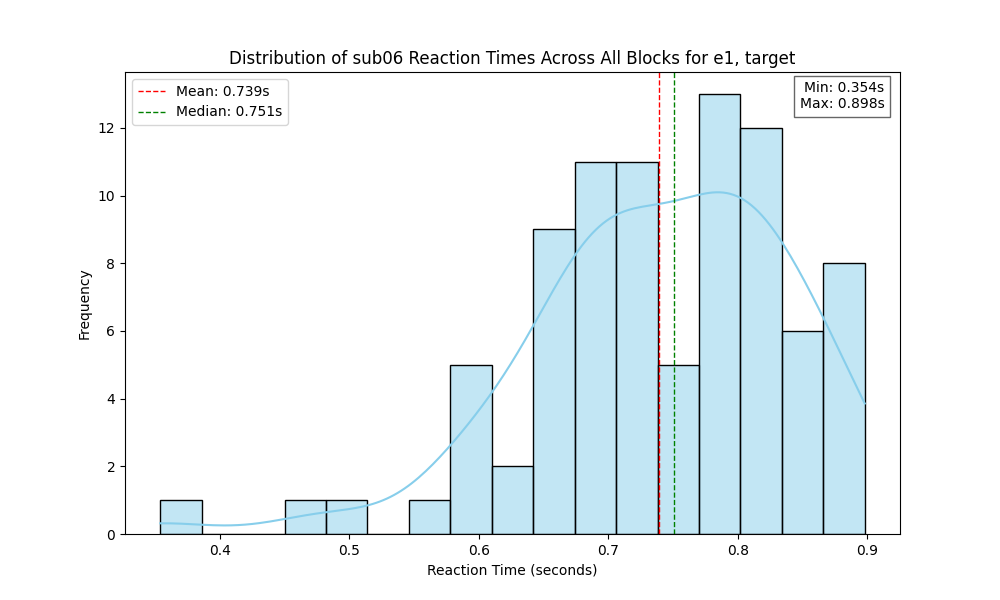 Distribution of sub06 Reaction Times Across All Blocks for e1, target
Mean: 0.739s
Median: 0.751s
Min: 0.354s
Max: 0.898s
Frequency
12
10
8
6
4
2
0
0.4 0.5 0.6 0.7 0.8 0.9
Reaction Time (seconds)